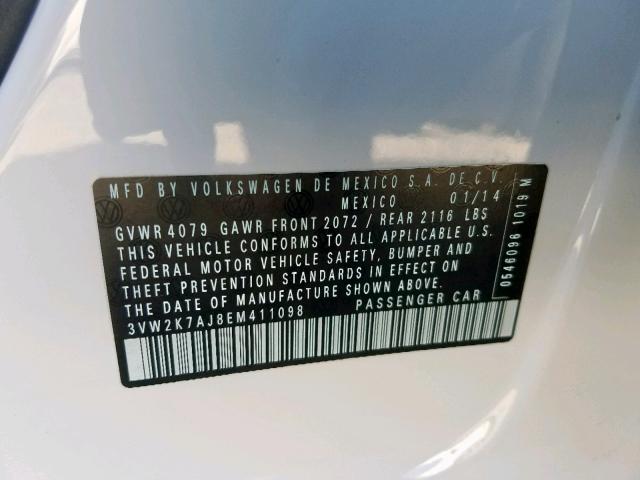 MFD BY VOLKSWAGEN DE MEXICO S.A. DE C.V.
MEXICO 01/14
GVWR 4079 GAWR FRONT 2072 / REAR 2116 LBS
THIS VEHICLE CONFORMS TO ALL APPLICABLE U.S.
FEDERAL MOTOR VEHICLE SAFETY, BUMPER AND
THEFT PREVENTION STANDARDS IN EFFECT ON
THE DATE OF MANUFACTURE SHOWN ABOVE.
3VW2K7AJ8EM411098 PASSENGER CAR
0546096 1019 M